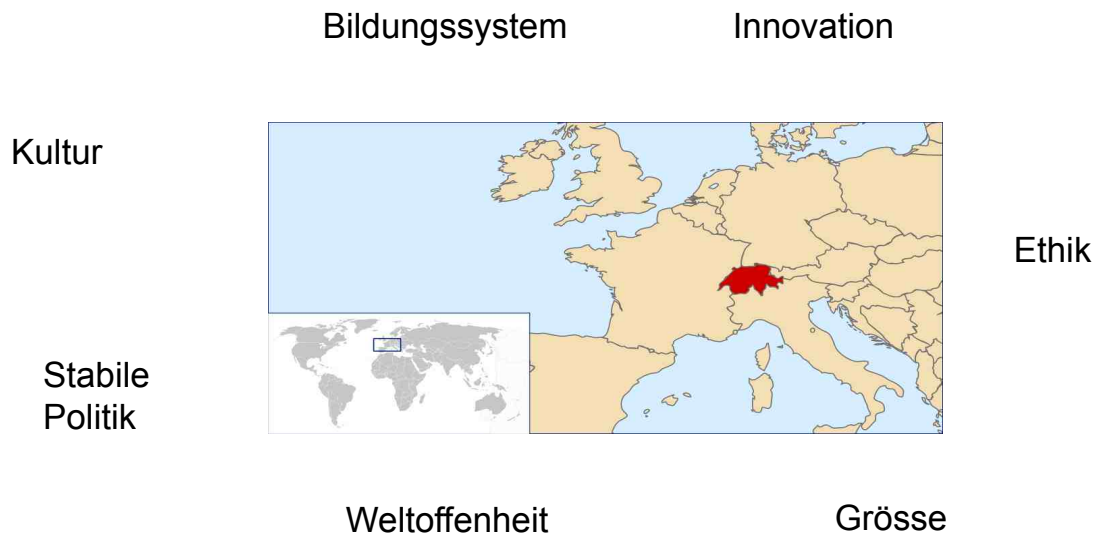 Bildungssystem
Innovation
Kultur
Ethik
Stabile
Politik
Weltoffenheit
Grösse